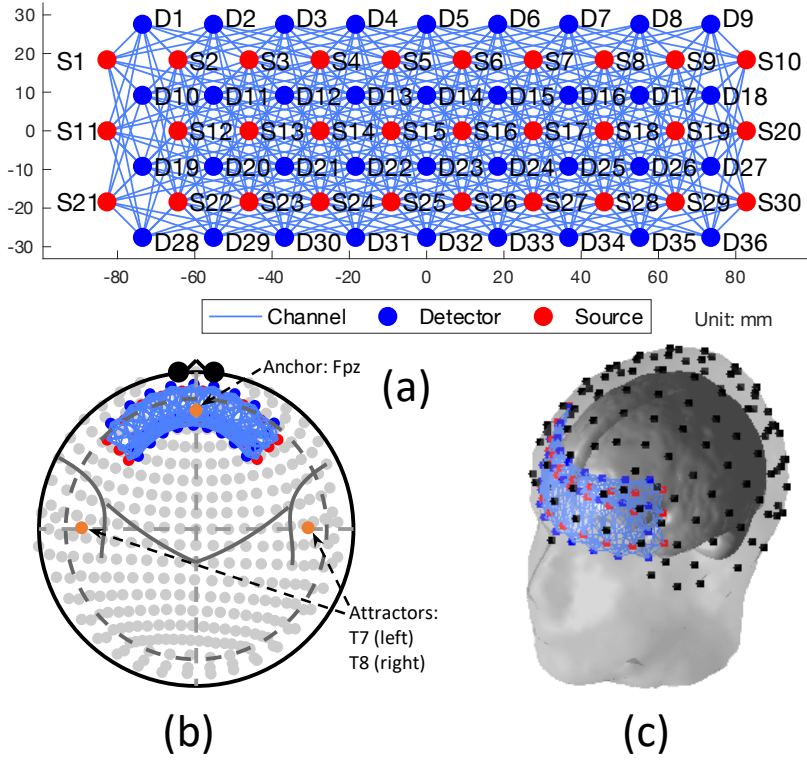 30
20
10
0
-10
-20
-30
D1 D2 D3 D4 D5 D6 D7 D8 D9
S1 S2 S3 S4 S5 S6 S7 S8 S9 S10
D10 D11 D12 D13 D14 D15 D16 D17 D18
S11 S12 S13 S14 S15 S16 S17 S18 S19 S20
D19 D20 D21 D22 D23 D24 D25 D26 D27
S21 S22 S23 S24 S25 S26 S27 S28 S29 S30
D28 D29 D30 D31 D32 D33 D34 D35 D36
-80 -60 -40 -20 0 20 40 60 80
Channel Detector Source
Unit: mm
(a)
Anchor: Fpz
Attractors:
T7 (left)
T8 (right)
(b)
(c)